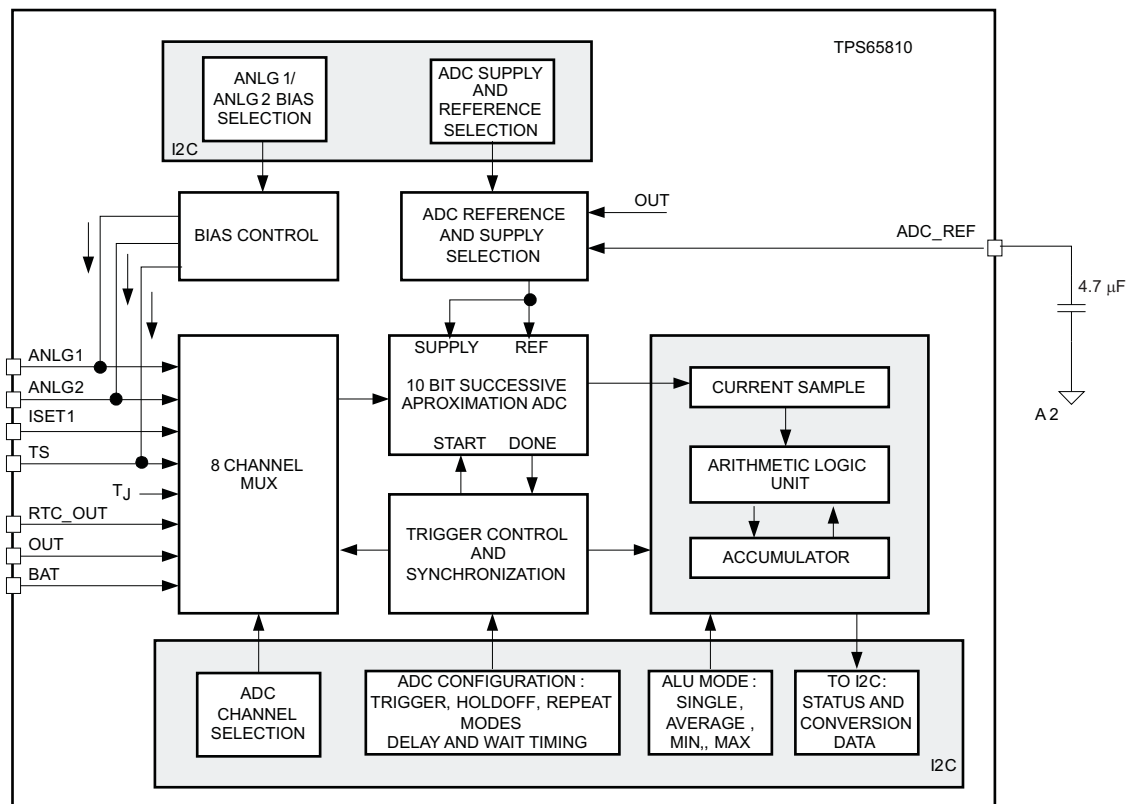 TPS65810
ANLG 1/
ANLG 2 BIAS
SELECTION
ADC SUPPLY
AND
REFERENCE
SELECTION
I2C
BIAS CONTROL
ADC REFERENCE
AND SUPPLY
SELECTION
OUT
ADC_REF
4.7 μF
A 2
ANLG1
ANLG2
ISET1
TS
TJ
RTC_OUT
OUT
BAT
8 CHANNEL
MUX
SUPPLY
REF
10 BIT SUCCESSIVE
APROXIMATION ADC
START
DONE
TRIGGER CONTROL
AND
SYNCHRONIZATION
CURRENT SAMPLE
ARITHMETIC LOGIC
UNIT
ACCUMULATOR
ADC
CHANNEL
SELECTION
ADC CONFIGURATION :
TRIGGER, HOLDOFF, REPEAT
MODES
DELAY AND WAIT TIMING
ALU MODE :
SINGLE,
AVERAGE ,
MIN,, MAX
TO I2C:
STATUS AND
CONVERSION
DATA
I2C